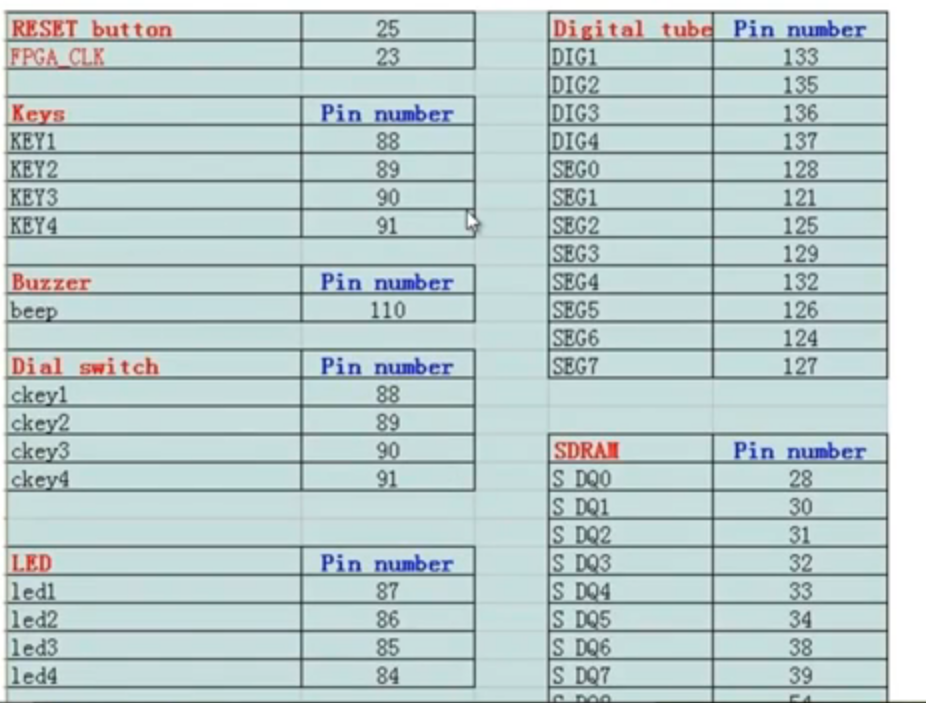 RESET button 25
FPGA_CLK 23
Keys Pin number
KEY1 88
KEY2 89
KEY3 90
KEY4 91
Buzzer Pin number
beep 110
Dial switch Pin number
ckey1 88
ckey2 89
ckey3 90
ckey4 91
LED Pin number
led1 87
led2 86
led3 85
led4 84
Digital tube Pin number
DIG1 133
DIG2 135
DIG3 136
DIG4 137
SEG0 128
SEG1 121
SEG2 125
SEG3 129
SEG4 132
SEG5 126
SEG6 124
SEG7 127
SDRAM Pin number
S DQ0 28
S DQ1 30
S DQ2 31
S DQ3 32
S DQ4 33
S DQ5 34
S DQ6 38
S DQ7 39